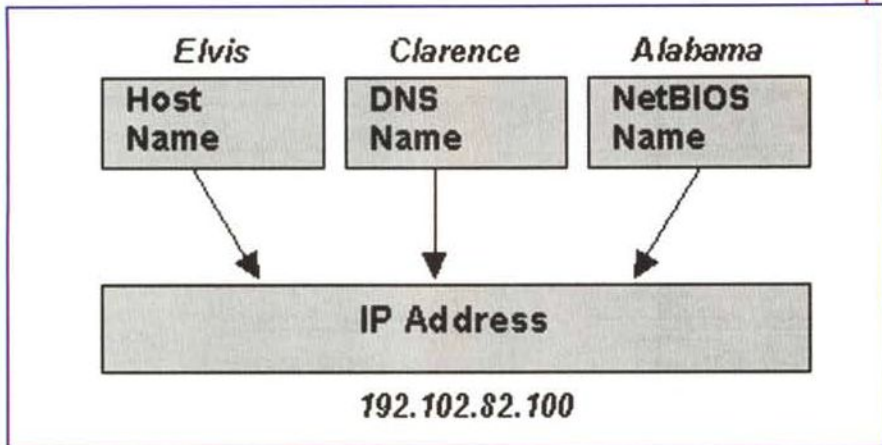 Elvis Clarence Alabama
Host DNS NetBIOS
Name Name Name
IP Address
192.102.82.100